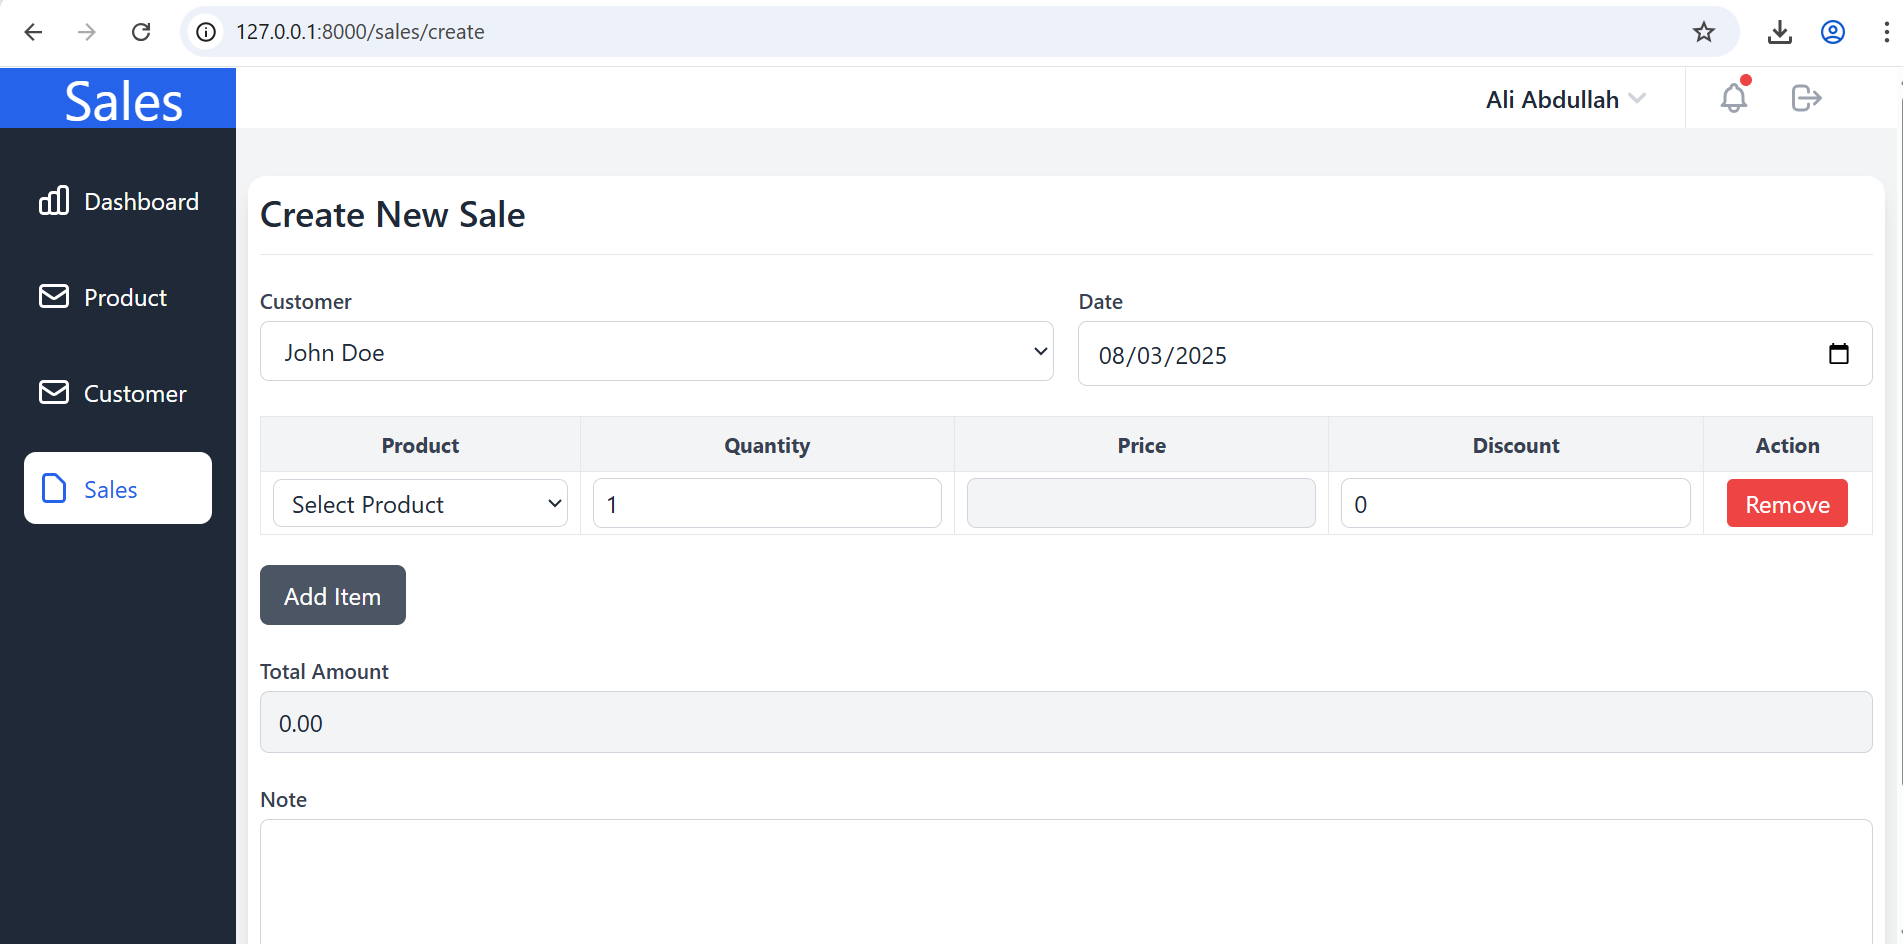 127.0.0.1:8000/sales/create
Sales
Ali Abdullah
Dashboard
Product
Customer
Sales
Create New Sale
Customer
Date
John Doe
08/03/2025
Product Quantity Price Discount Action
Select Product 1 0 Remove
Add Item
Total Amount
0.00
Note